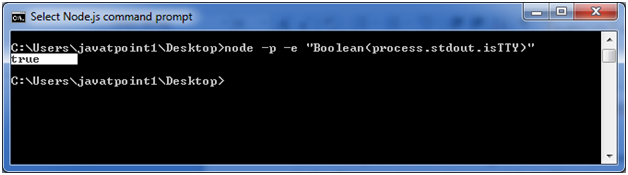 Select Node.js command prompt
C:\Users\javatpoint1\Desktop>node -p -e "Boolean(process.stdout.isTTY)"
true
C:\Users\javatpoint1\Desktop>